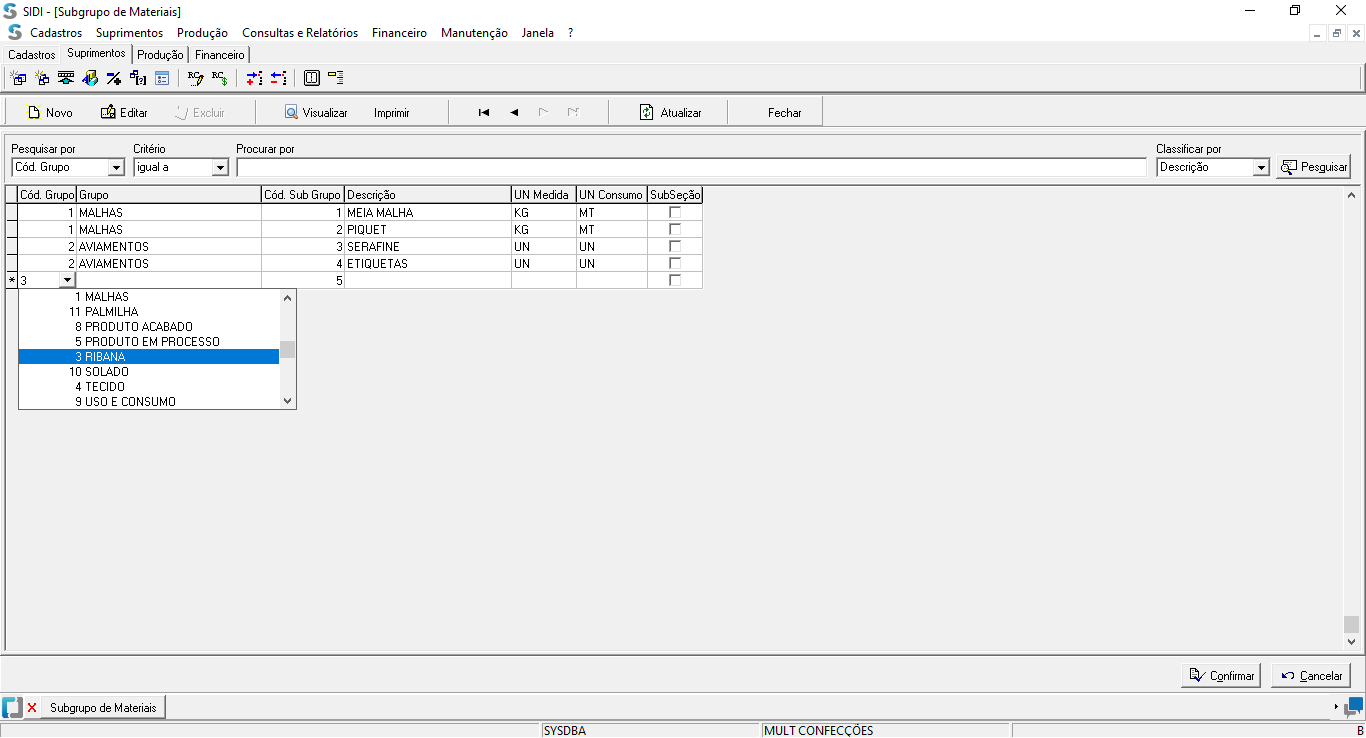 SIDI - [Subgrupo de Materiais]
Cadastros Suprimentos Produção Consultas e Relatórios Financeiro Manutenção Janela ?
Cadastros Suprimentos Produção Financeiro
Novo Editar Excluir Visualizar Imprimir Atualizar Fechar
Pesquisar por Critério Procurar por Classificar por
Cód. Grupo igual a Descrição Pesquisar
Cód. Grupo Grupo Cód. Sub Grupo Descrição UN Medida UN Consumo SubSeção
1 MALHAS 1 MEIA MALHA KG MT
1 MALHAS 2 PIQUET KG MT
2 AVIAMENTOS 3 SERAFINE UN UN
2 AVIAMENTOS 4 ETIQUETAS UN UN
* 3 5
1 MALHAS
11 PALMILHA
8 PRODUTO ACABADO
5 PRODUTO EM PROCESSO
3 RIBANA
10 SOLADO
4 TECIDO
9 USO E CONSUMO
Confirmar Cancelar
Subgrupo de Materiais
SYSDBA MULT CONFECÇÕES B